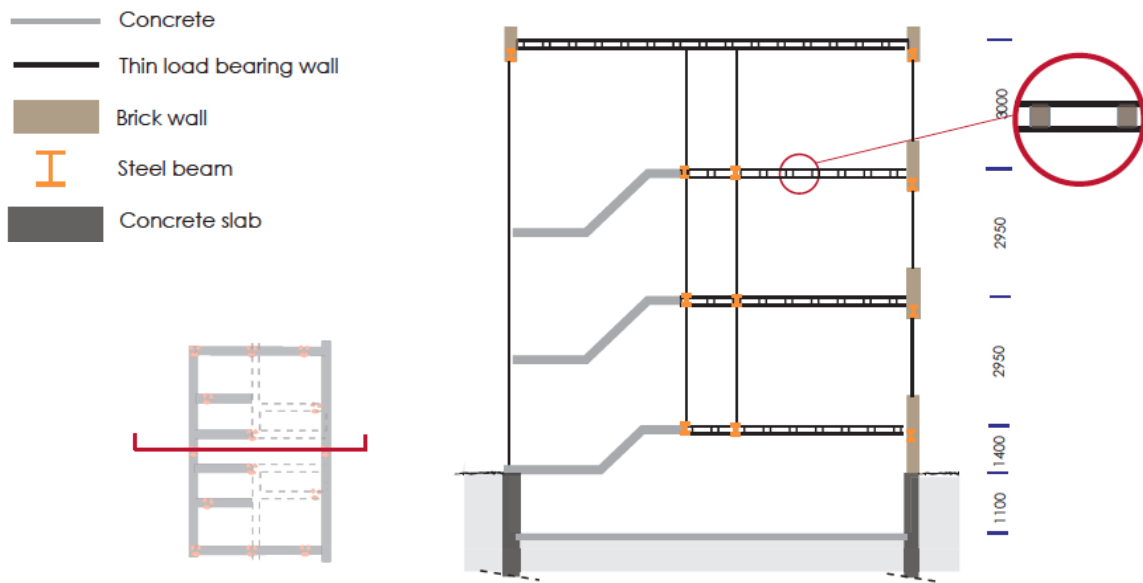 Concrete
Thin load bearing wall
Brick wall
Steel beam
Concrete slab
3000
2950
2950
1400
1100